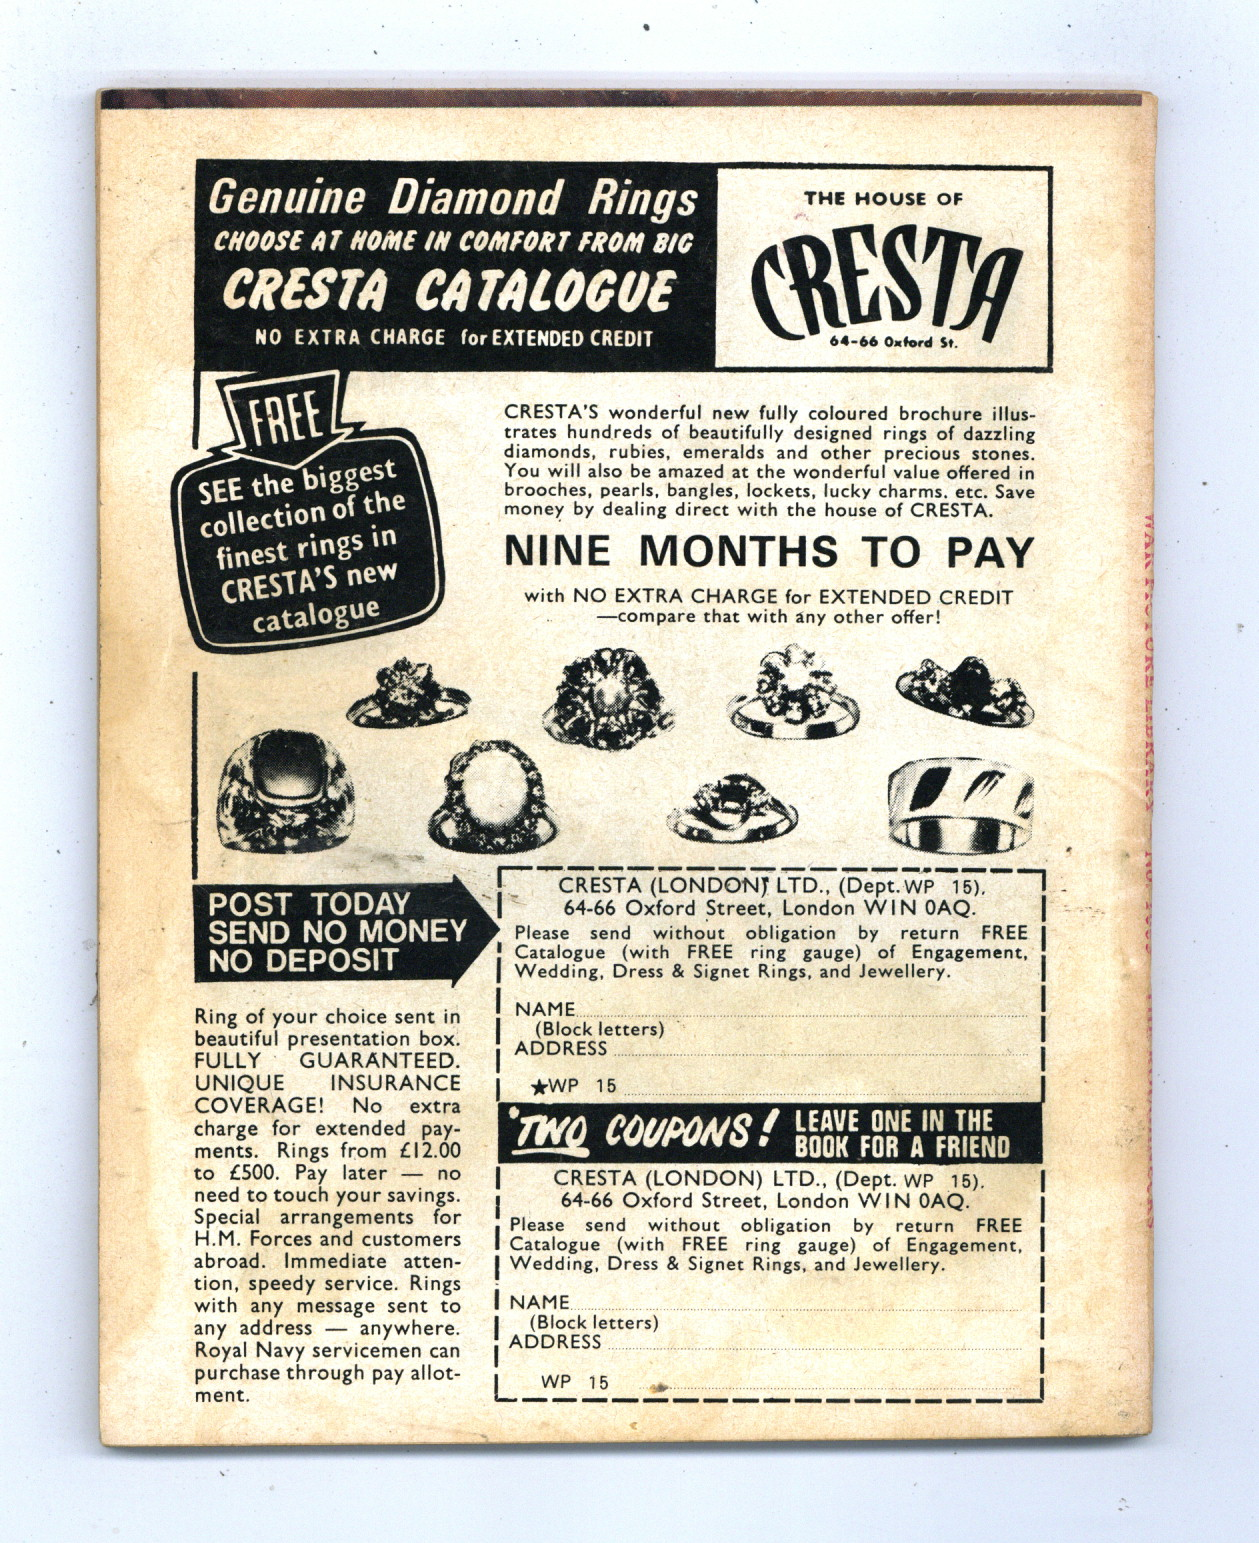 Genuine Diamond Rings
CHOOSE AT HOME IN COMFORT FROM BIG
CRESTA CATALOGUE
NO EXTRA CHARGE for EXTENDED CREDIT
THE HOUSE OF
CRESTA
64-66 Oxford St.
FREE
SEE the biggest
collection of the
finest rings in
CRESTA'S new
catalogue
CRESTA'S wonderful new fully coloured brochure illus-
trates hundreds of beautifully designed rings of dazzling
diamonds, rubies, emeralds and other precious stones.
You will also be amazed at the wonderful value offered in
brooches, pearls, bangles, lockets, lucky charms. etc. Save
money by dealing direct with the house of CRESTA.
NINE MONTHS TO PAY
with NO EXTRA CHARGE for EXTENDED CREDIT
—compare that with any other offer!
POST TODAY
SEND NO MONEY
NO DEPOSIT
Ring of your choice sent in
beautiful presentation box.
FULLY GUARANTEED.
UNIQUE INSURANCE
COVERAGE! No extra
charge for extended pay-
ments. Rings from £12.00
to £500. Pay later — no
need to touch your savings.
Special arrangements for
H.M. Forces and customers
abroad. Immediate atten-
tion, speedy service. Rings
with any message sent to
any address — anywhere.
Royal Navy servicemen can
purchase through pay allot-
ment.
CRESTA (LONDON) LTD., (Dept. WP 15),
64-66 Oxford Street, London W1N 0AQ.
Please send without obligation by return FREE
Catalogue (with FREE ring gauge) of Engagement,
Wedding, Dress & Signet Rings, and Jewellery.
NAME
(Block letters)
ADDRESS
★WP 15
TWO COUPONS! LEAVE ONE IN THE
BOOK FOR A FRIEND
CRESTA (LONDON) LTD., (Dept. WP 15).
64-66 Oxford Street, London W1N 0AQ.
Please send without obligation by return FREE
Catalogue (with FREE ring gauge) of Engagement,
Wedding, Dress & Signet Rings, and Jewellery.
NAME
(Block letters)
ADDRESS
WP 15
WAR PICTURE LIBRARY